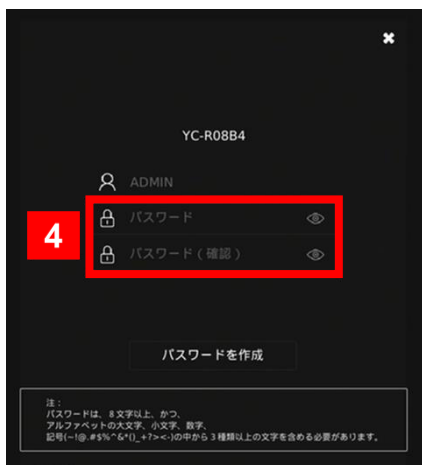 YC-R08B4
ADMIN
パスワード
4
パスワード(確認)
パスワードを作成
注:
パスワードは、8文字以上、かつ、
アルファベットの大文字、小文字、数字、
記号(~!@.#$%^&*()_+?><-)の中から3種類以上の文字を含める必要があります。